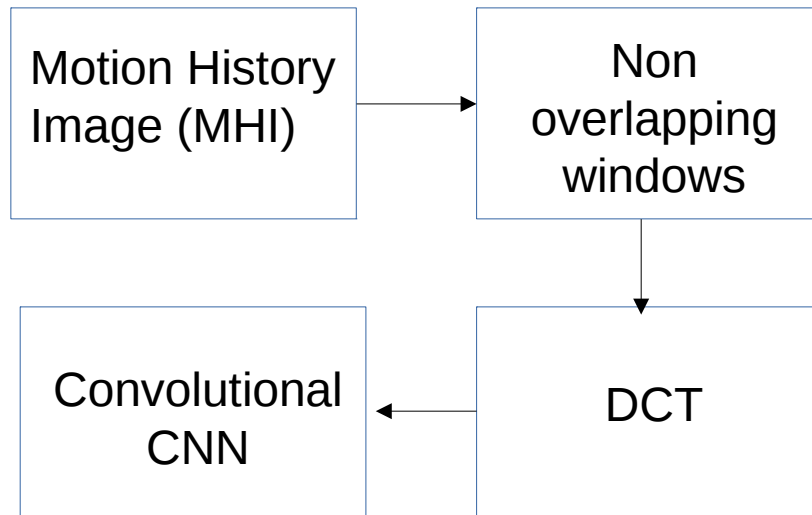 Motion History
Image (MHI)
Non
overlapping
windows
DCT
Convolutional
CNN